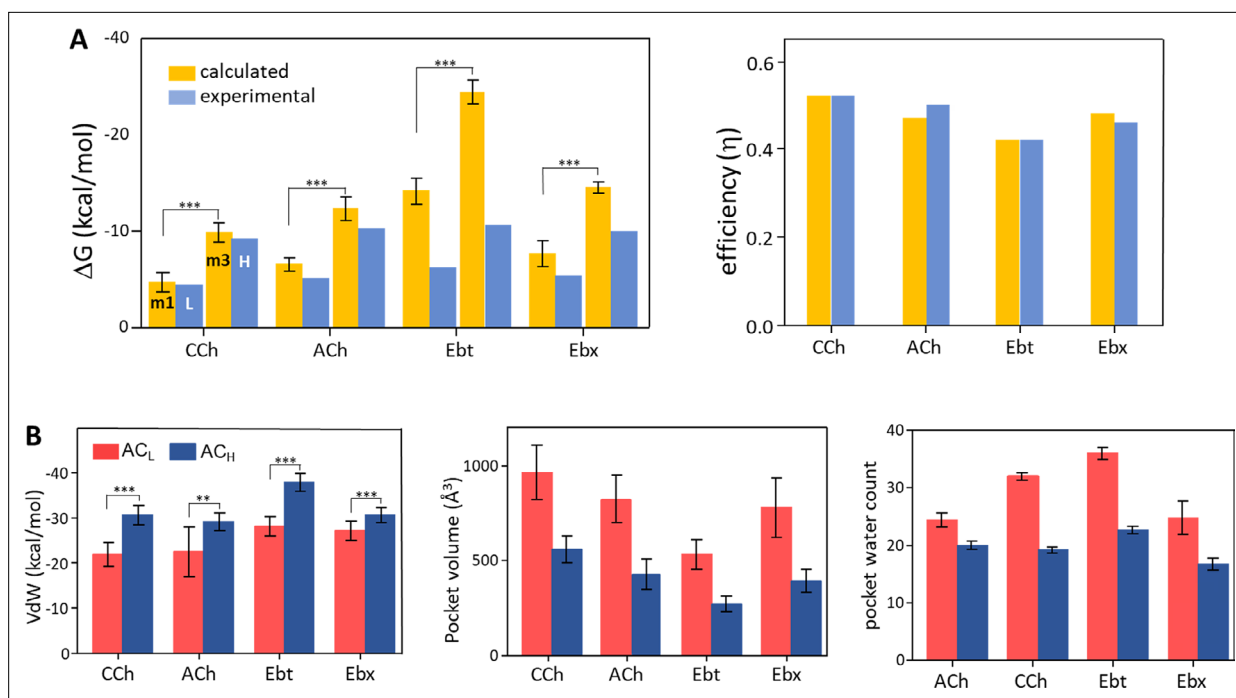 A
calculated
experimental
ΔG (kcal/mol)
-40
-20
-10
0
***
***
***
***
m1
L
m3
H
CCh
ACh
Ebt
Ebx
efficiency (η)
0.6
0.4
0.2
0.0
CCh
ACh
Ebt
Ebx
B
AC_L
AC_H
VdW (kcal/mol)
-40
-30
-20
-10
0
***
**
***
***
CCh
ACh
Ebt
Ebx
Pocket volume (Å³)
1000
500
0
CCh
ACh
Ebt
Ebx
pocket water count
40
30
20
10
0
ACh
CCh
Ebt
Ebx